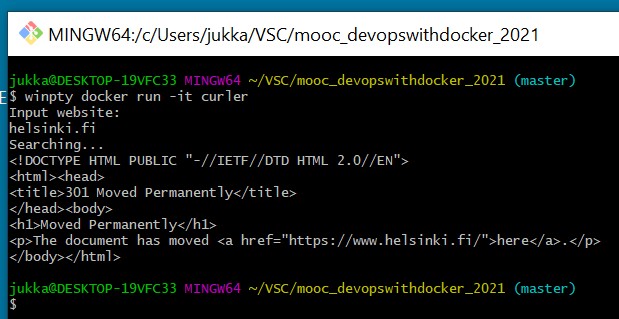 MINGW64:/c/Users/jukka/VSC/mooc_devopswithdocker_2021
jukka@DESKTOP-19VFC33 MINGW64 ~/VSC/mooc_devopswithdocker_2021 (master)
$ winpty docker run -it curler
Input website:
helsinki.fi
Searching...
<!DOCTYPE HTML PUBLIC "-//IETF//DTD HTML 2.0//EN">
<html><head>
<title>301 Moved Permanently</title>
</head><body>
<h1>Moved Permanently</h1>
<p>The document has moved <a href="https://www.helsinki.fi/">here</a>.</p>
</body></html>
jukka@DESKTOP-19VFC33 MINGW64 ~/VSC/mooc_devopswithdocker_2021 (master)
$